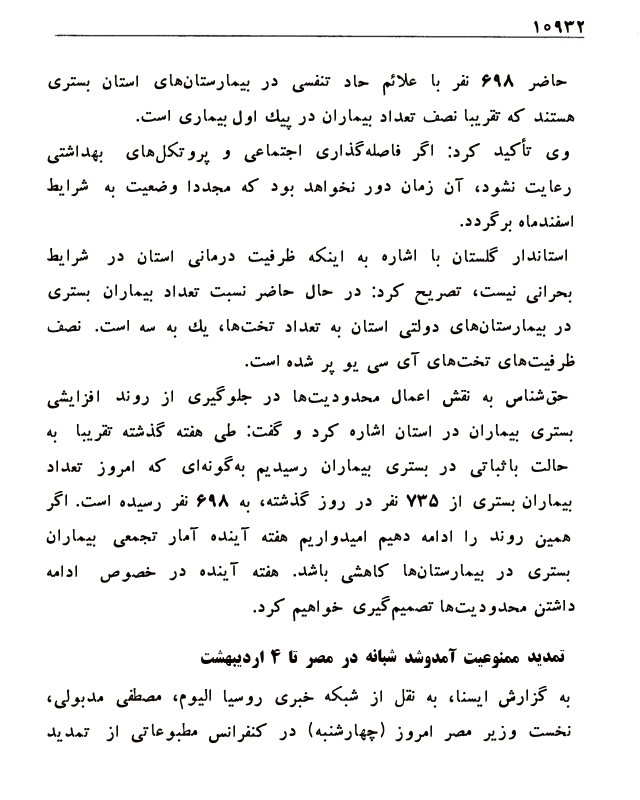 ۱۰۹۳۲
حاضر ۶۹۸ نفر با علائم حاد تنفسی در بیمارستان‌های استان بستری
هستند که تقریبا نصف تعداد بیماران در پیك اول بیماری است.
وی تأکید کرد: اگر فاصله‌گذاری اجتماعی و پروتکل‌های بهداشتی
رعایت نشود، آن زمان دور نخواهد بود که مجددا وضعیت به شرایط
اسفندماه برگردد.
استاندار گلستان با اشاره به اینکه ظرفیت درمانی استان در شرایط
بحرانی نیست، تصریح کرد: در حال حاضر نسبت تعداد بیماران بستری
در بیمارستان‌های دولتی استان به تعداد تخت‌ها، یك به سه است. نصف
ظرفیت‌های تخت‌های آی سی یو پر شده است.
حق‌شناس به نقش اعمال محدودیت‌ها در جلوگیری از روند افزایشی
بستری بیماران در استان اشاره کرد و گفت: طی هفته گذشته تقریبا به
حالت باثباتی در بستری بیماران رسیدیم به‌گونه‌ای که امروز تعداد
بیماران بستری از ۷۳۵ نفر در روز گذشته، به ۶۹۸ نفر رسیده است. اگر
همین روند را ادامه دهیم امیدواریم هفته آینده آمار تجمعی بیماران
بستری در بیمارستان‌ها کاهشی باشد. هفته آینده در خصوص ادامه
داشتن محدودیت‌ها تصمیم‌گیری خواهیم کرد.
تمدید ممنوعیت آمدوشد شبانه در مصر تا ۴ اردیبهشت
به گزارش ایسنا، به نقل از شبکه خبری روسیا الیوم، مصطفی مدبولی،
نخست وزیر مصر امروز (چهارشنبه) در کنفرانس مطبوعاتی از تمدید